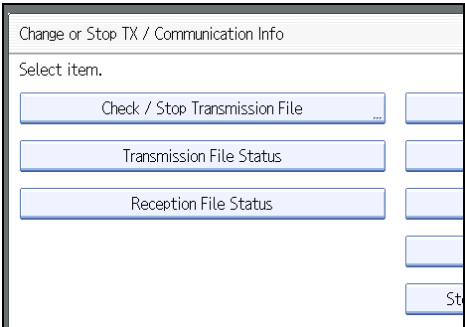 Change or Stop TX / Communication Info
Select item.
Check / Stop Transmission File
Transmission File Status
Reception File Status